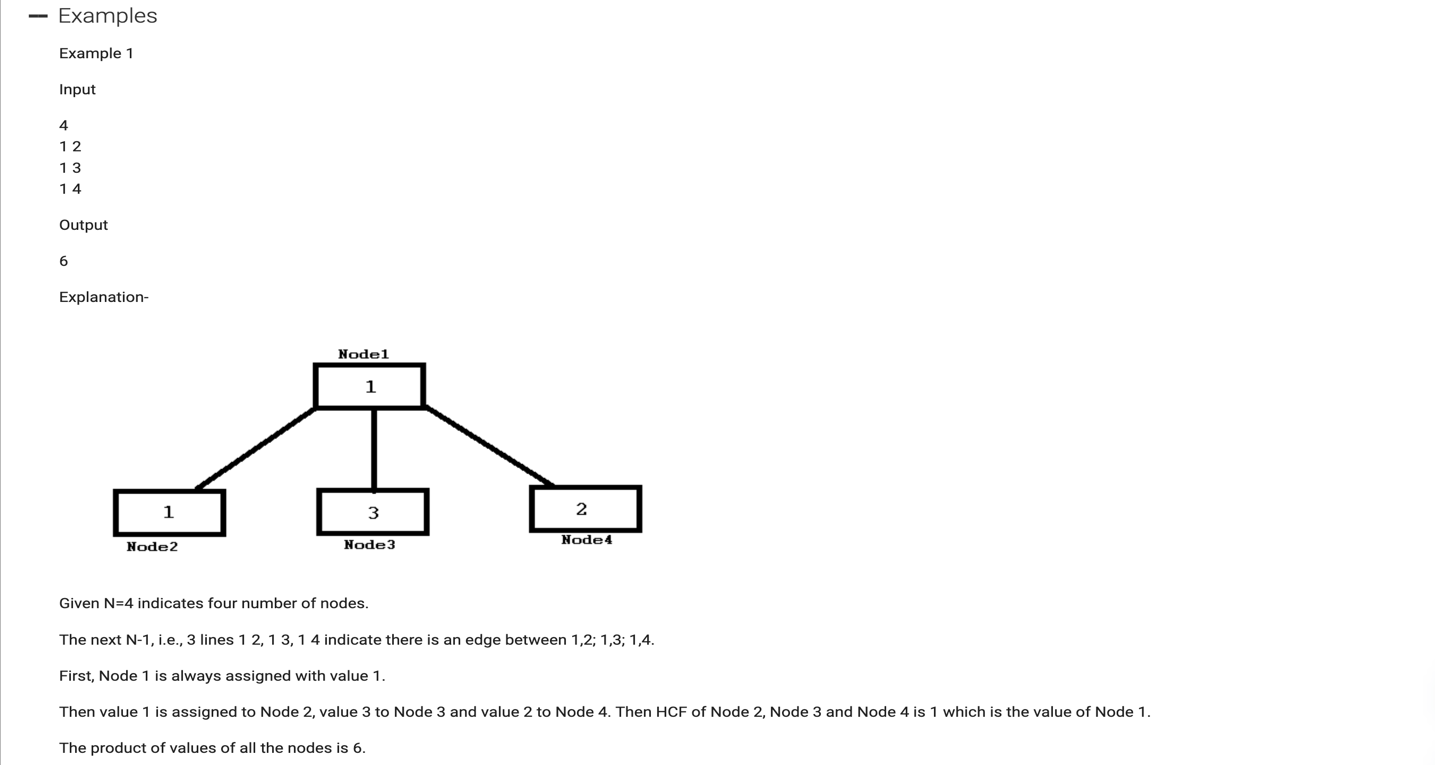 Examples
Example 1
Input
4
1 2
1 3
1 4
Output
6
Explanation-
Node1
1
1
3
2
Node2
Node3
Node4
Given N=4 indicates four number of nodes.
The next N-1, i.e., 3 lines 1 2, 1 3, 1 4 indicate there is an edge between 1,2; 1,3; 1,4.
First, Node 1 is always assigned with value 1.
Then value 1 is assigned to Node 2, value 3 to Node 3 and value 2 to Node 4. Then HCF of Node 2, Node 3 and Node 4 is 1 which is the value of Node 1.
The product of values of all the nodes is 6.